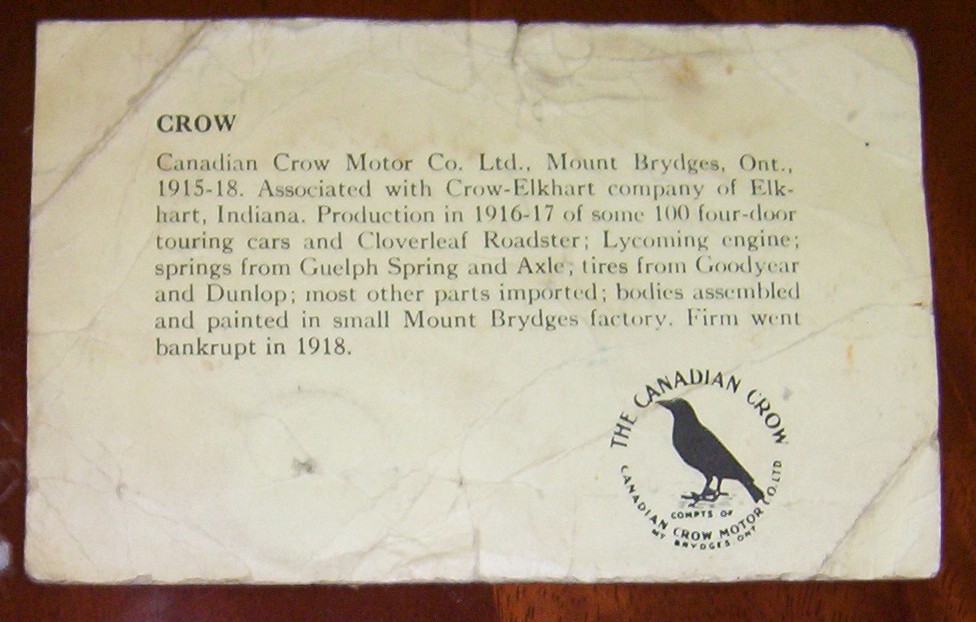 CROW
Canadian Crow Motor Co. Ltd., Mount Brydges, Ont.,
1915-18. Associated with Crow-Elkhart company of Elk-
hart, Indiana. Production in 1916-17 of some 100 four-door
touring cars and Cloverleaf Roadster; Lycoming engine;
springs from Guelph Spring and Axle; tires from Goodyear
and Dunlop; most other parts imported; bodies assembled
and painted in small Mount Brydges factory. Firm went
bankrupt in 1918.
THE CANADIAN CROW
COMPTS OF
CANADIAN CROW MOTOR CO. LTD
MT BRYDGES. ONT